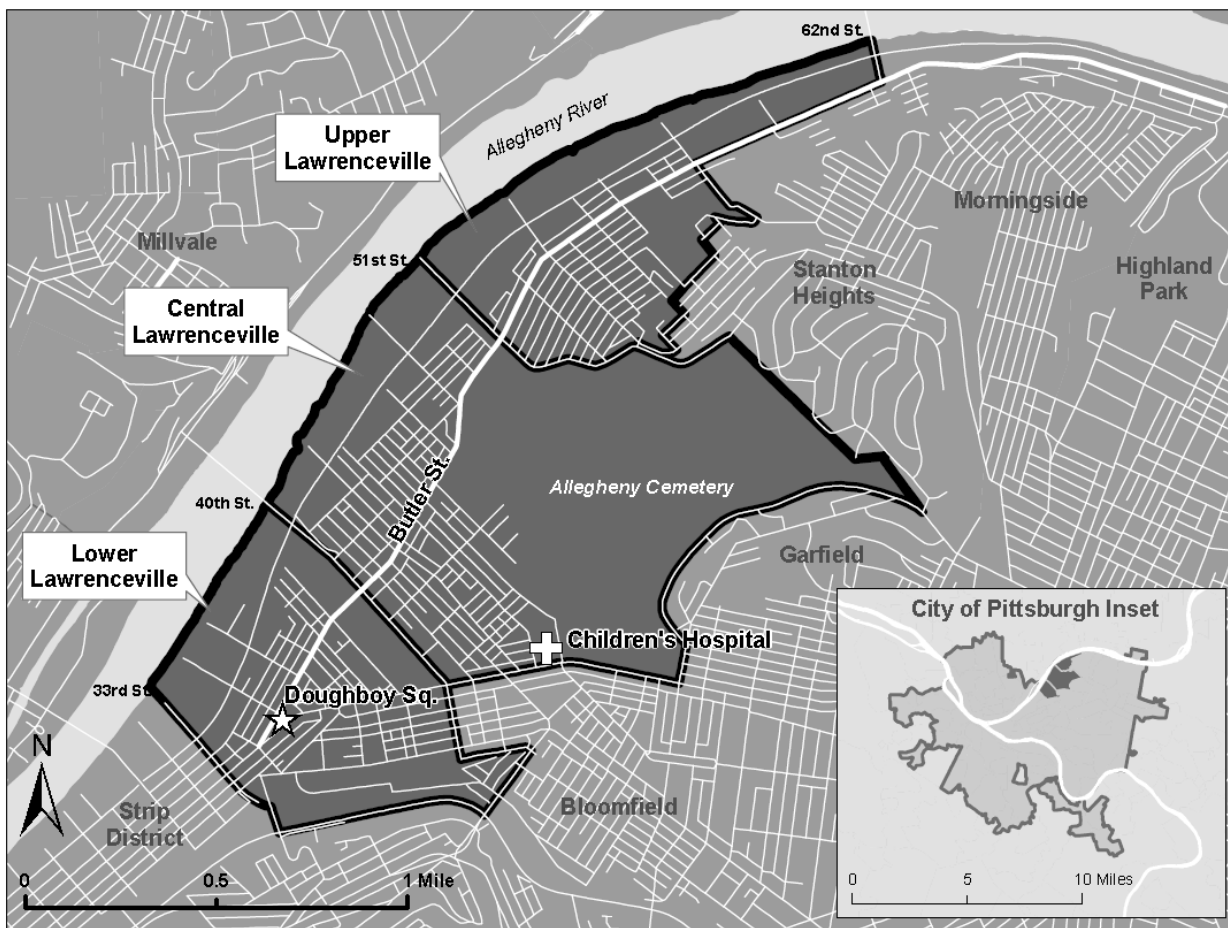 62nd St.
Allegheny River
Upper
Lawrenceville
Morningside
Millvale
51st St.
Stanton
Heights
Highland
Park
Central
Lawrenceville
Butler St.
Allegheny Cemetery
40th St.
Lower
Lawrenceville
Garfield
City of Pittsburgh Inset
Children's Hospital
33rd St.
Doughboy Sq.
N
Strip
District
Bloomfield
0 0.5 1 Mile
0 5 10 Miles